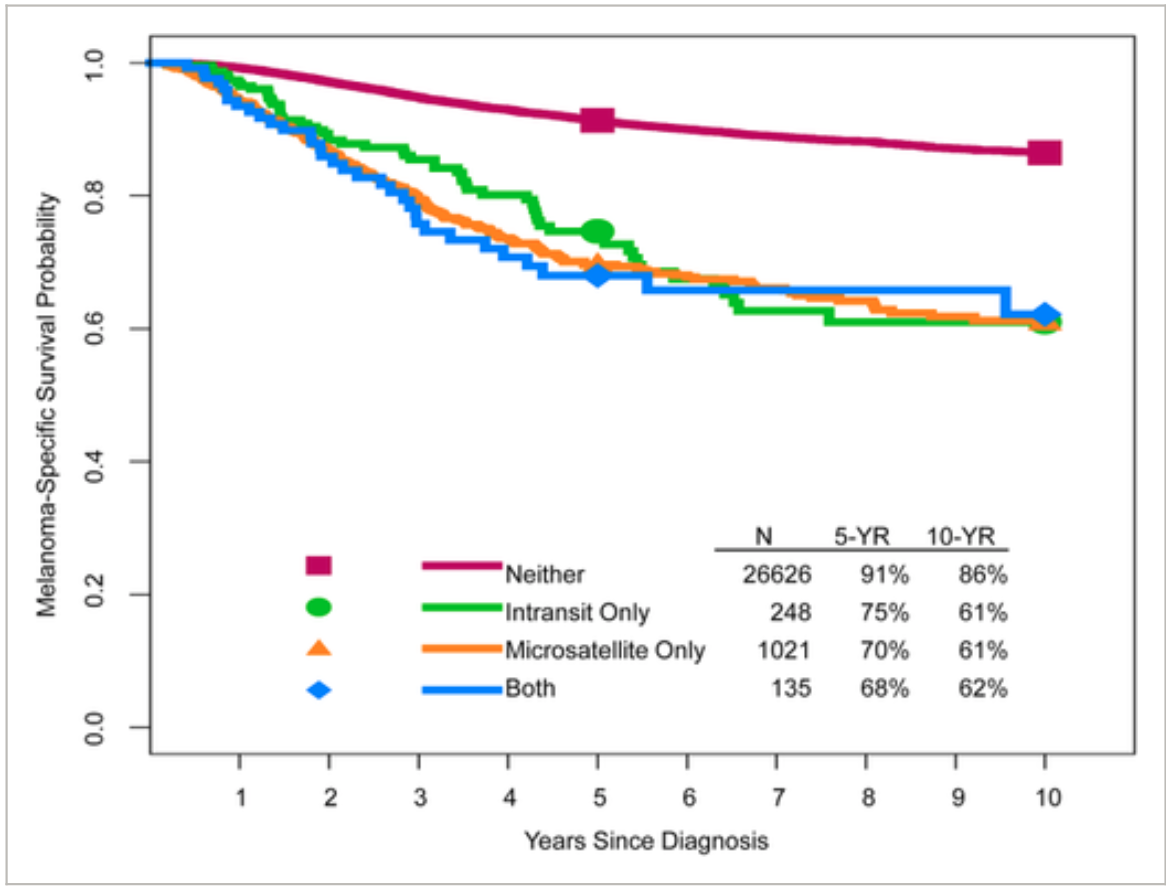 Melanoma-Specific Survival Probability
1.0
0.8
0.6
0.4
0.2
0.0
N 5-YR 10-YR
Neither 26626 91% 86%
Intransit Only 248 75% 61%
Microsatellite Only 1021 70% 61%
Both 135 68% 62%
1 2 3 4 5 6 7 8 9 10
Years Since Diagnosis